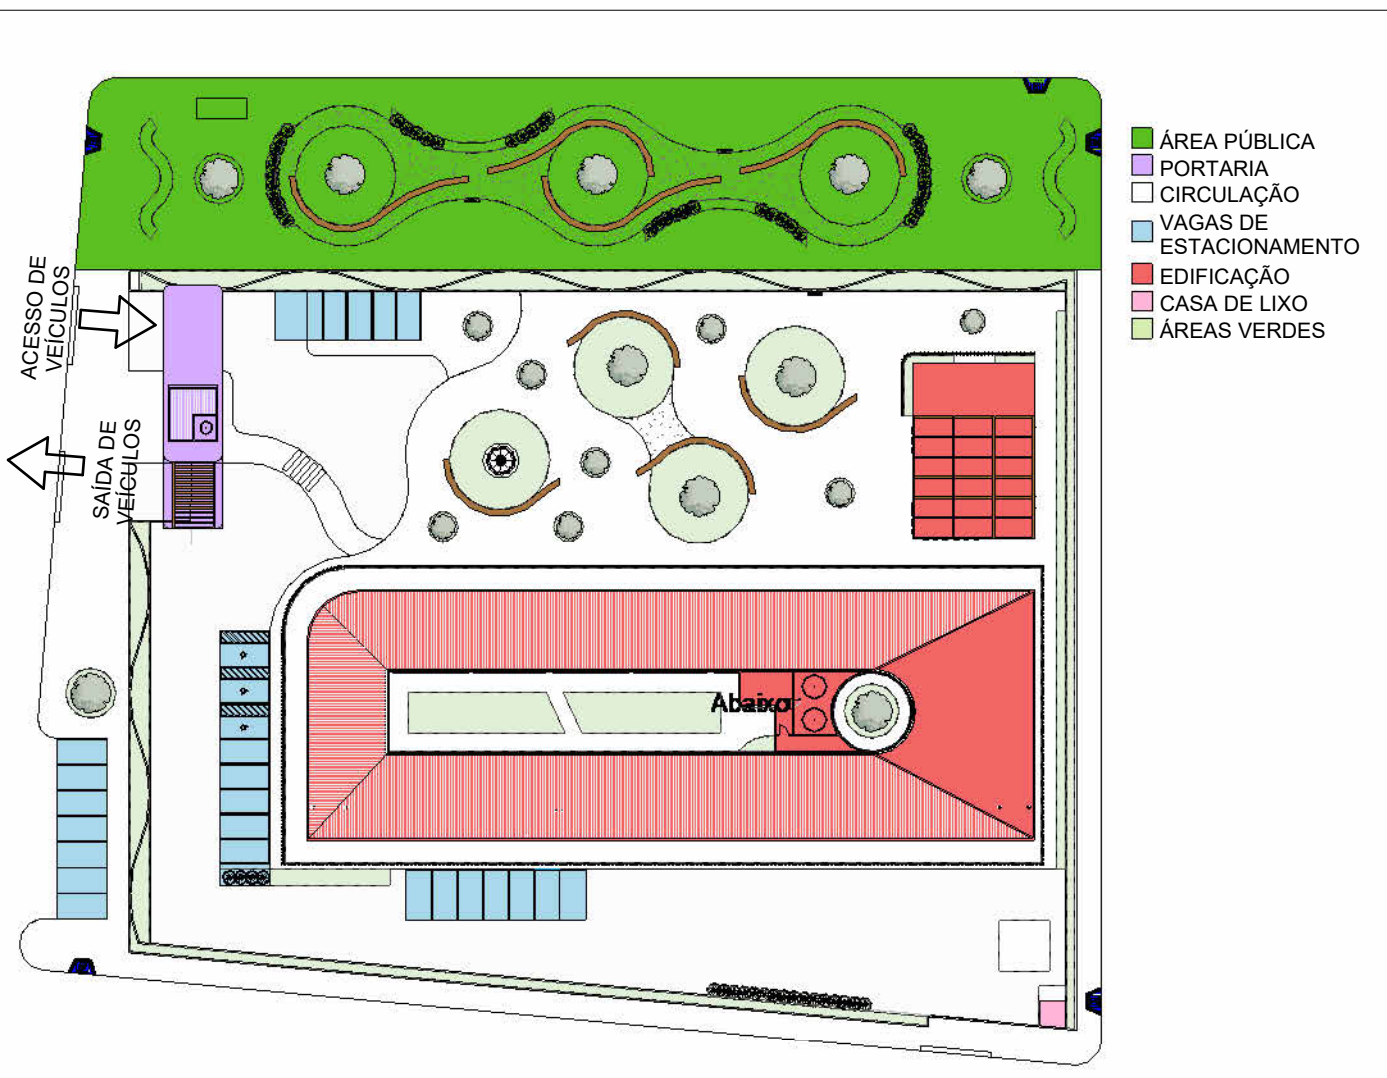 ÁREA PÚBLICA
PORTARIA
CIRCULAÇÃO
VAGAS DE
ESTACIONAMENTO
EDIFICAÇÃO
CASA DE LIXO
ÁREAS VERDES
ACESSO DE
VEÍCULOS
SAÍDA DE
VEÍCULOS
Abaixo